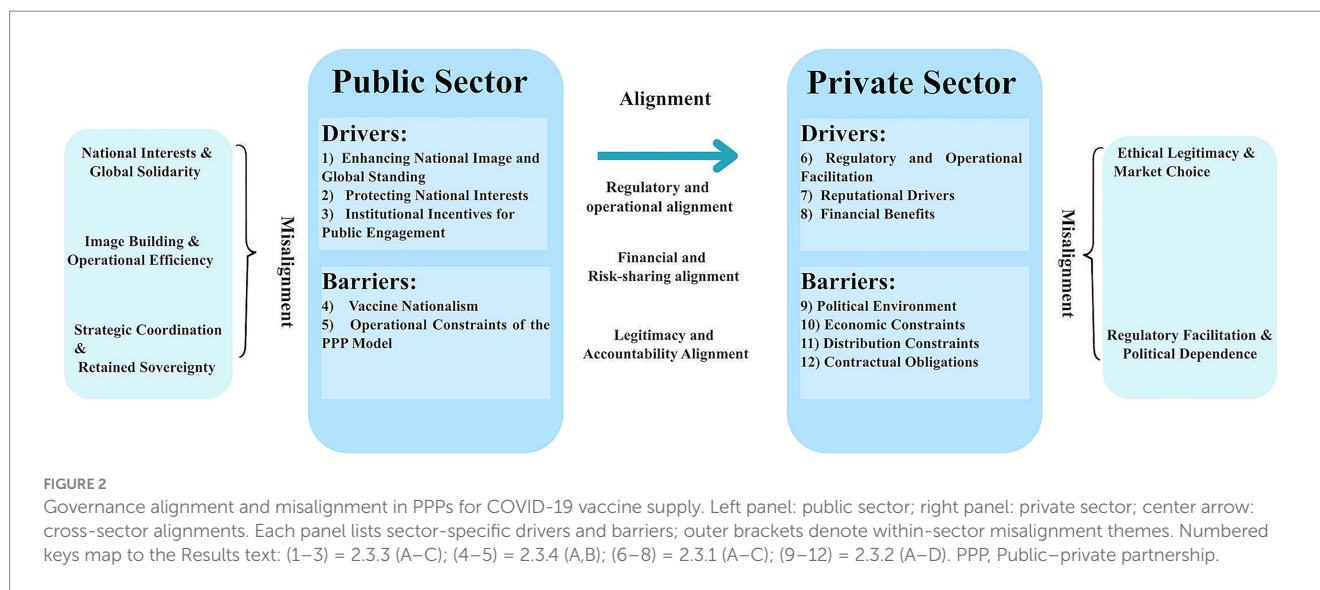 National Interests &
Global Solidarity
Image Building &
Operational Efficiency
Strategic Coordination
&
Retained Sovereignty
Misalignment
Public Sector
Drivers:
1) Enhancing National Image and
Global Standing
2) Protecting National Interests
3) Institutional Incentives for
Public Engagement
Barriers:
4) Vaccine Nationalism
5) Operational Constraints of the
PPP Model
Alignment
Regulatory and
operational alignment
Financial and
Risk-sharing alignment
Legitimacy and
Accountability Alignment
Private Sector
Drivers:
6) Regulatory and Operational
Facilitation
7) Reputational Drivers
8) Financial Benefits
Barriers:
9) Political Environment
10) Economic Constraints
11) Distribution Constraints
12) Contractual Obligations
Misalignment
Ethical Legitimacy &
Market Choice
Regulatory Facilitation &
Political Dependence
FIGURE 2
Governance alignment and misalignment in PPPs for COVID-19 vaccine supply. Left panel: public sector; right panel: private sector; center arrow:
cross-sector alignments. Each panel lists sector-specific drivers and barriers; outer brackets denote within-sector misalignment themes. Numbered
keys map to the Results text: (1–3) = 2.3.3 (A–C); (4–5) = 2.3.4 (A,B); (6–8) = 2.3.1 (A–C); (9–12) = 2.3.2 (A–D). PPP, Public–private partnership.